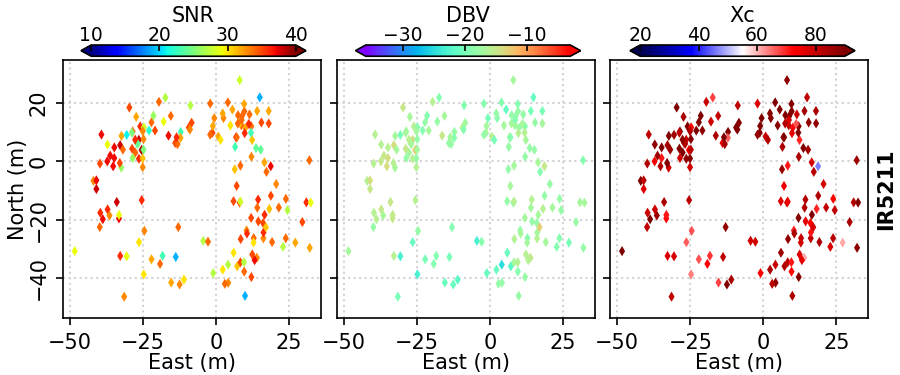 SNR DBV Xc
10 20 30 40 −30 −20 −10 20 40 60 80
20
0
−20
−40
North (m)
IR5211
−50 −25 0 25 −50 −25 0 25 −50 −25 0 25
East (m) East (m) East (m)